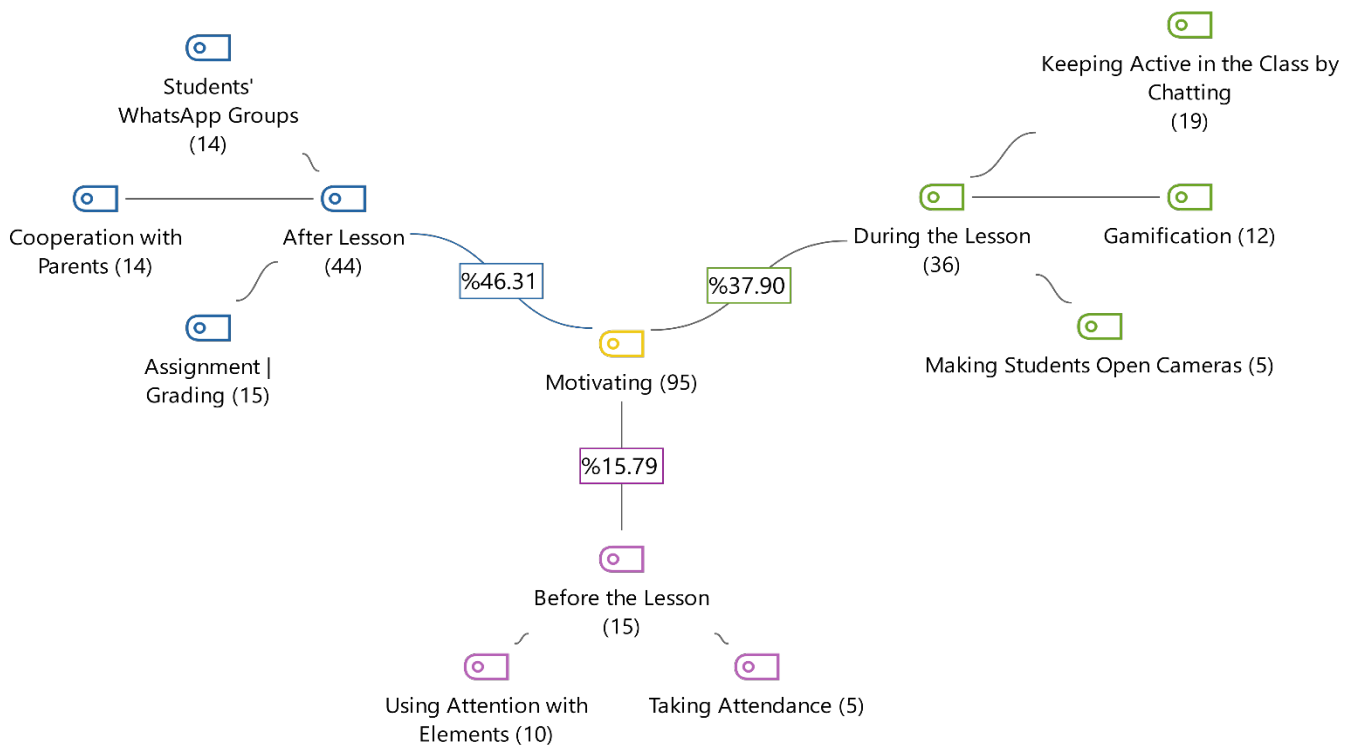 Students'
WhatsApp Groups
(14)
Cooperation with
Parents (14)
After Lesson
(44)
Assignment |
Grading (15)
%46.31
Motivating (95)
%37.90
During the Lesson
(36)
Keeping Active in the Class by
Chatting
(19)
Gamification (12)
Making Students Open Cameras (5)
%15.79
Before the Lesson
(15)
Using Attention with
Elements (10)
Taking Attendance (5)